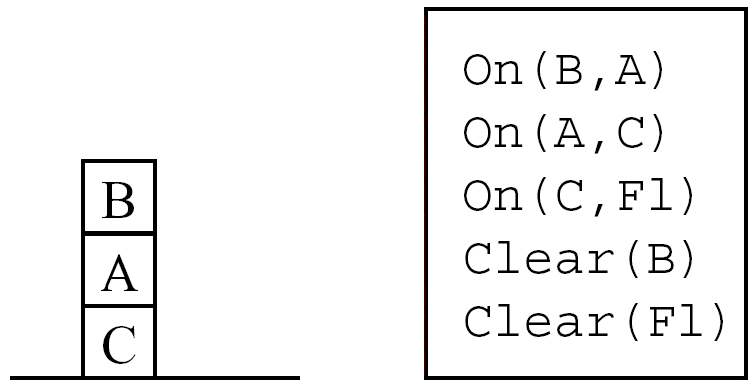 B
A
C
On(B,A)
On(A,C)
On(C,Fl)
Clear(B)
Clear(Fl)